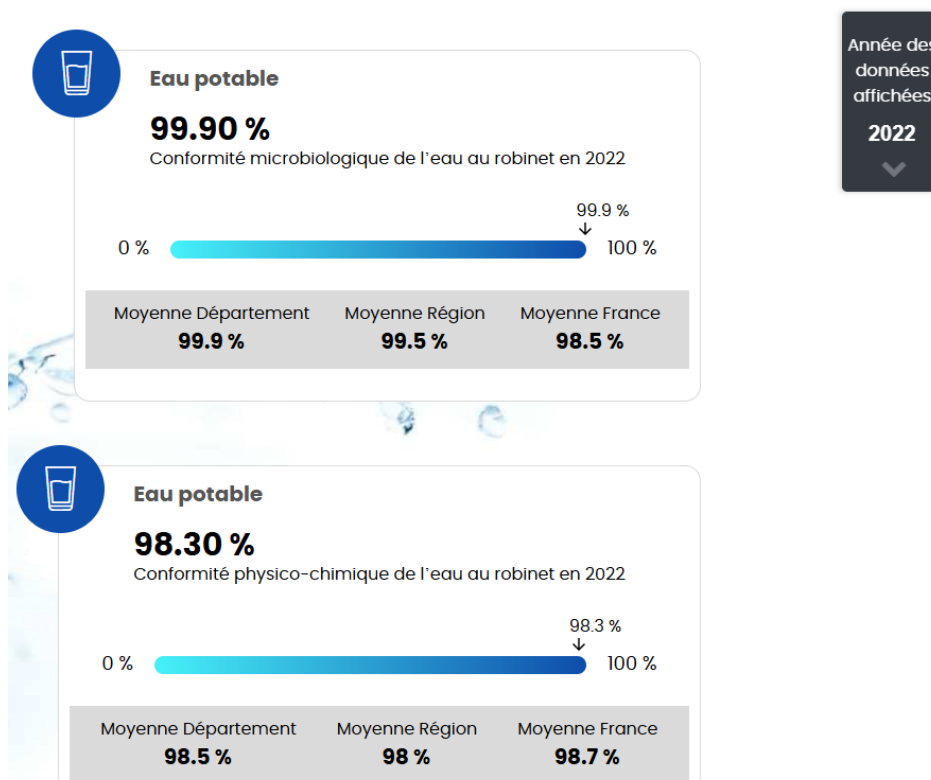 Année des
données
affichées
2022
Eau potable
99.90 %
Conformité microbiologique de l'eau au robinet en 2022
99.9 %
0 %
100 %
Moyenne Département
Moyenne Région
Moyenne France
99.9 %
99.5 %
98.5 %
Eau potable
98.30 %
Conformité physico-chimique de l'eau au robinet en 2022
98.3 %
0 %
100 %
Moyenne Département
Moyenne Région
Moyenne France
98.5 %
98 %
98.7 %